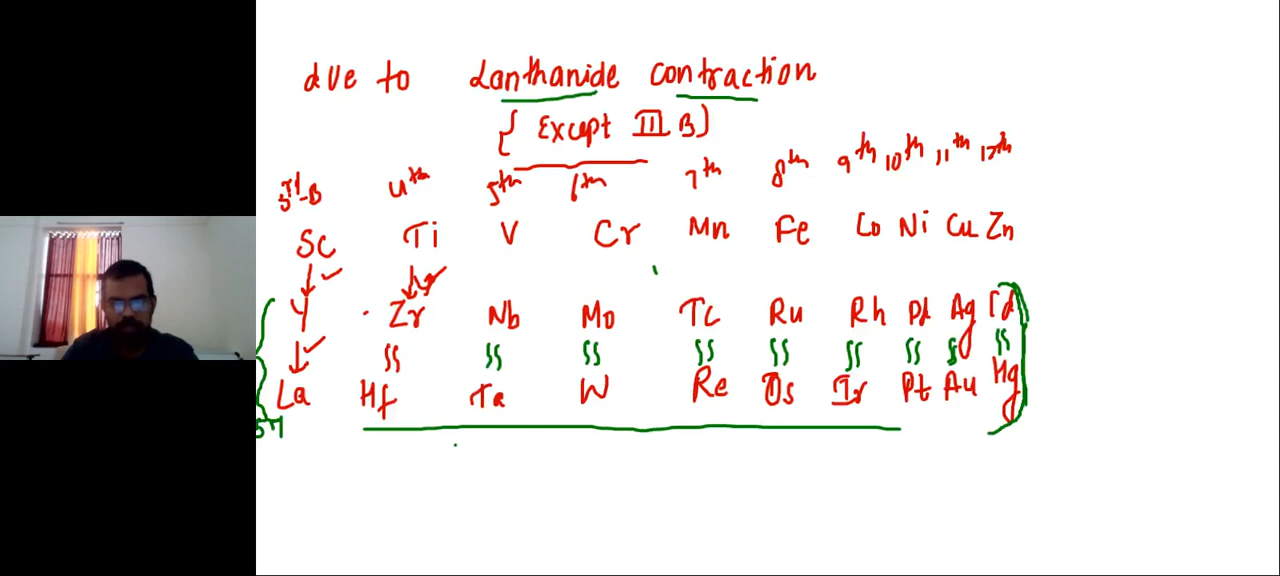 due to Lanthanide contraction
{ Except III B }
III-B 4th 5th 6th 7th 8th 9th 10th 11th 12th
Sc Ti V Cr Mn Fe Co Ni Cu Zn
Y Zr Nb Mo Tc Ru Rh Pd Ag Cd
La Hf Ta W Re Os Ir Pt Au Hg